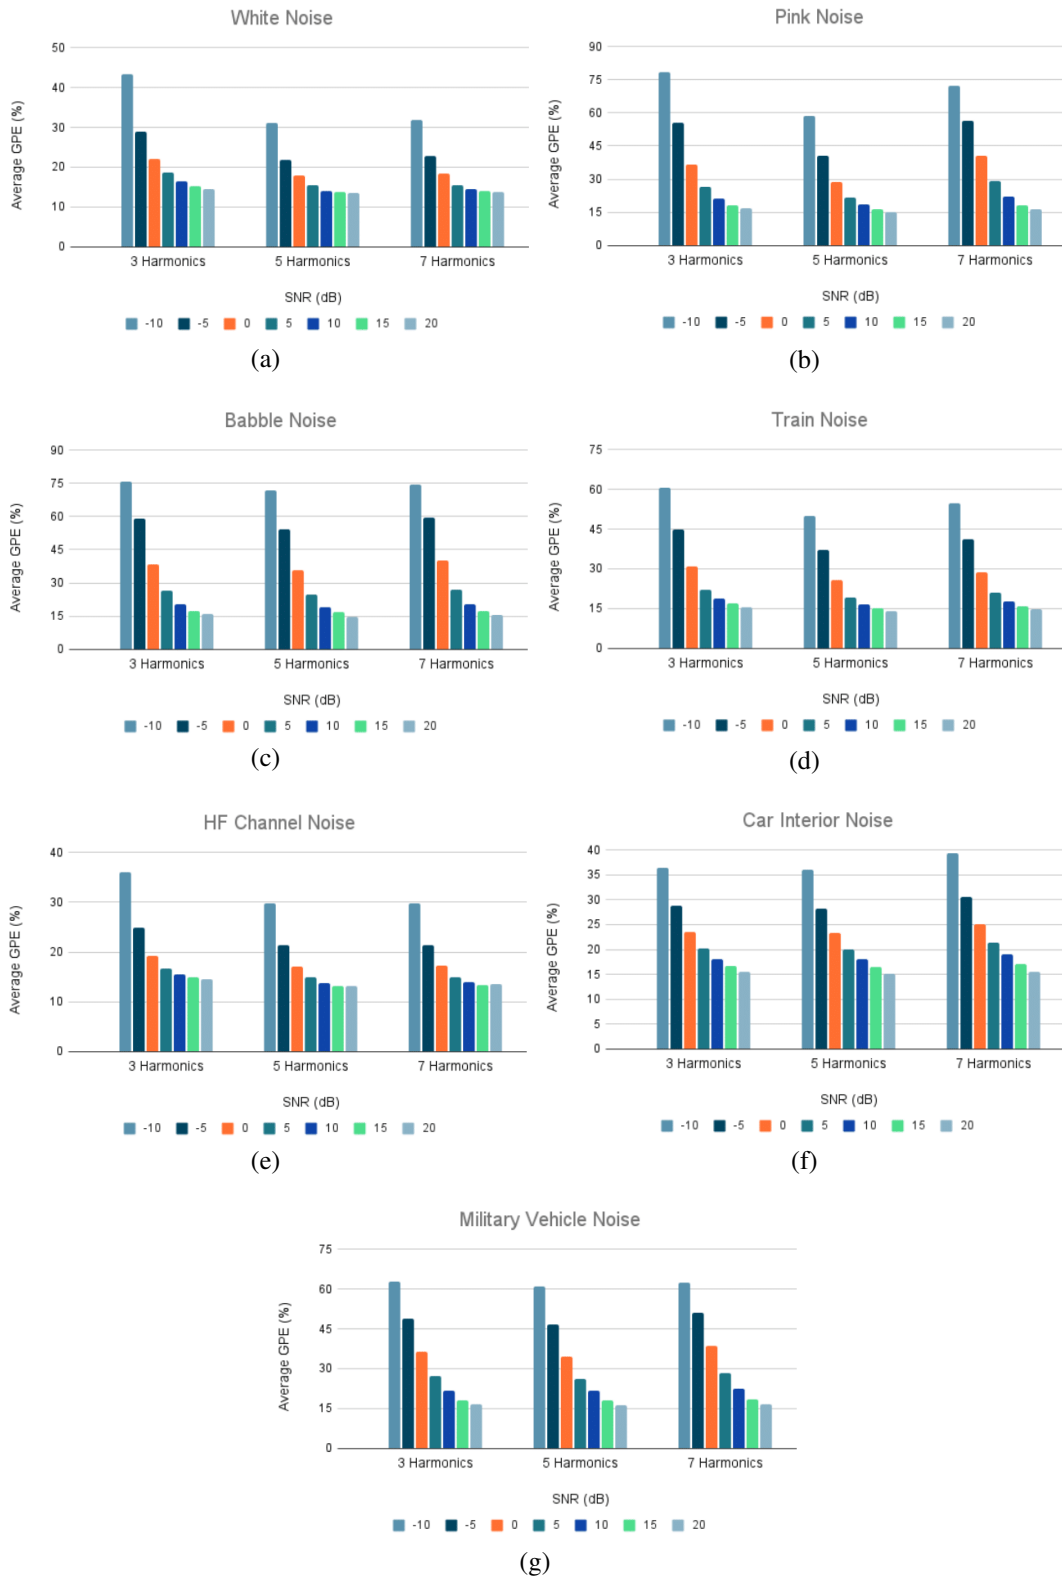 White Noise
Average GPE (%)
50
40
30
20
10
0
3 Harmonics 5 Harmonics 7 Harmonics
SNR (dB)
-10 -5 0 5 10 15 20
(a)
Pink Noise
Average GPE (%)
90
75
60
45
30
15
0
3 Harmonics 5 Harmonics 7 Harmonics
SNR (dB)
-10 -5 0 5 10 15 20
(b)
Babble Noise
Average GPE (%)
90
75
60
45
30
15
0
3 Harmonics 5 Harmonics 7 Harmonics
SNR (dB)
-10 -5 0 5 10 15 20
(c)
Train Noise
Average GPE (%)
75
60
45
30
15
0
3 Harmonics 5 Harmonics 7 Harmonics
SNR (dB)
-10 -5 0 5 10 15 20
(d)
HF Channel Noise
Average GPE (%)
40
30
20
10
0
3 Harmonics 5 Harmonics 7 Harmonics
SNR (dB)
-10 -5 0 5 10 15 20
(e)
Car Interior Noise
Average GPE (%)
40
35
30
25
20
15
10
5
0
3 Harmonics 5 Harmonics 7 Harmonics
SNR (dB)
-10 -5 0 5 10 15 20
(f)
Military Vehicle Noise
Average GPE (%)
75
60
45
30
15
0
3 Harmonics 5 Harmonics 7 Harmonics
SNR (dB)
-10 -5 0 5 10 15 20
(g)